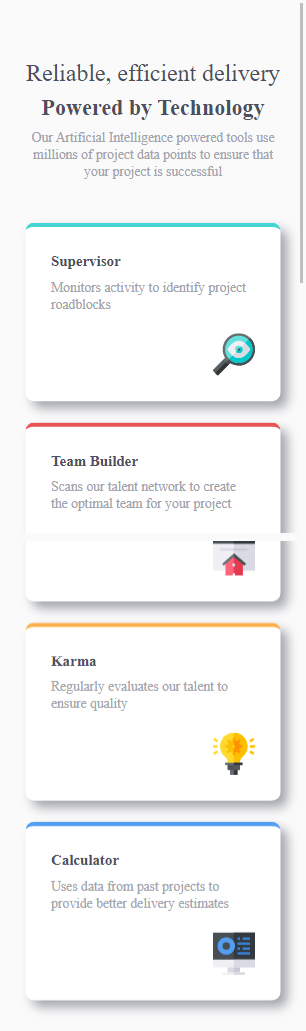 Reliable, efficient delivery
Powered by Technology
Our Artificial Intelligence powered tools use
millions of project data points to ensure that
your project is successful
Supervisor
Monitors activity to identify project
roadblocks
Team Builder
Scans our talent network to create
the optimal team for your project
Karma
Regularly evaluates our talent to
ensure quality
Calculator
Uses data from past projects to
provide better delivery estimates